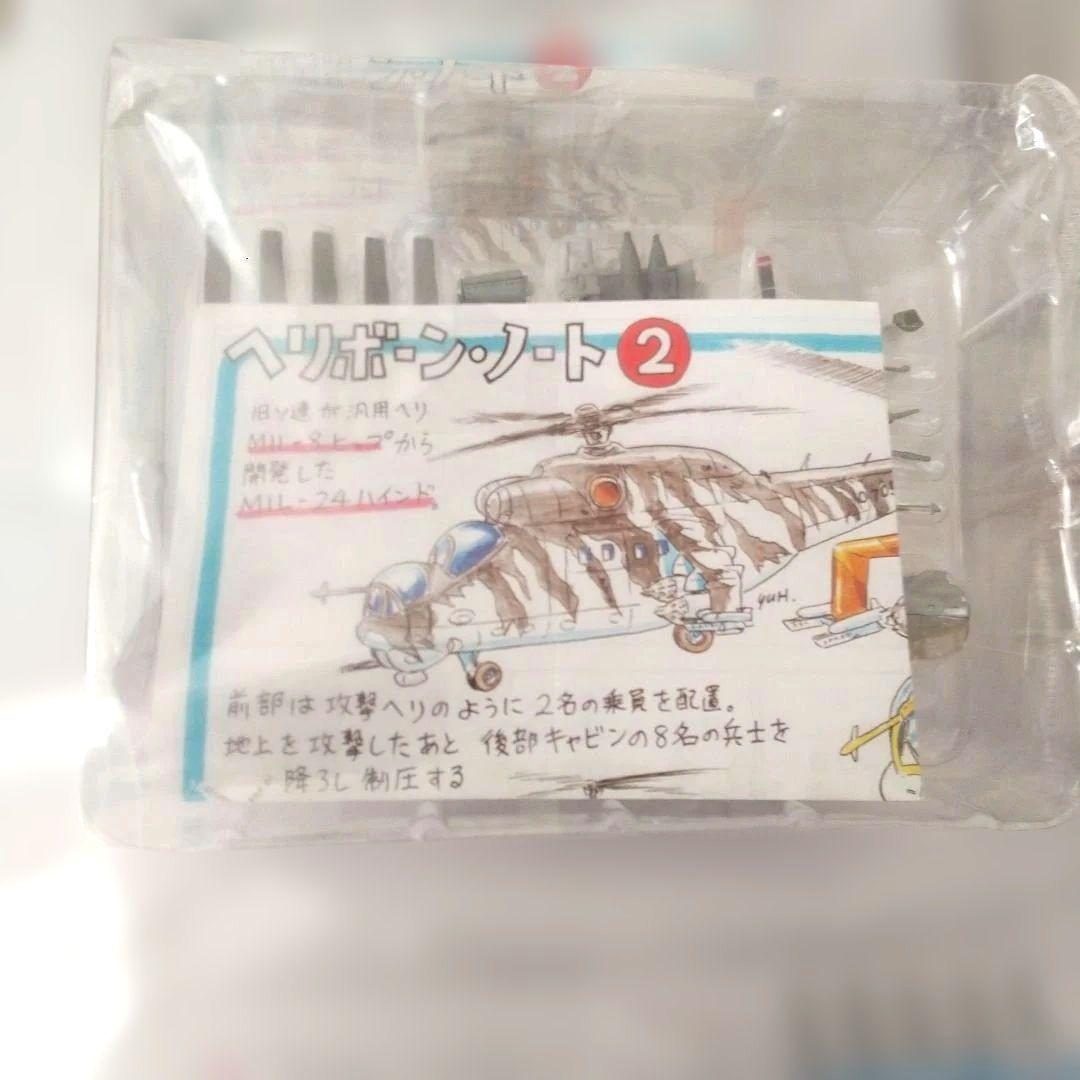 ヘリボーン・ノート 2
旧ソ連が汎用ヘリ
MIL-8ヒップから
開発した
MIL-24ハインド。
YuH.
前部は攻撃ヘリのように2名の乗員を配置。
地上を攻撃したあと 後部キャビンの8名の兵士を
降ろし制圧する